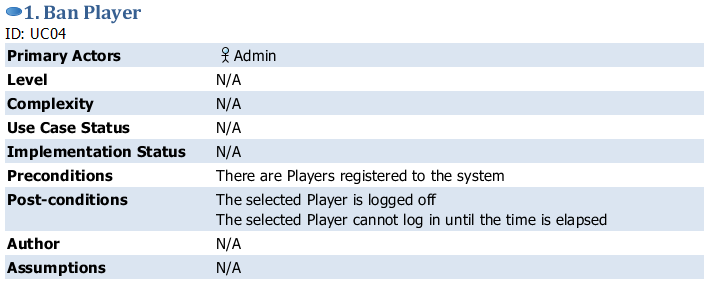 1. Ban Player
ID: UC04
Primary Actors Admin
Level N/A
Complexity N/A
Use Case Status N/A
Implementation Status N/A
Preconditions There are Players registered to the system
Post-conditions The selected Player is logged off
The selected Player cannot log in until the time is elapsed
Author N/A
Assumptions N/A